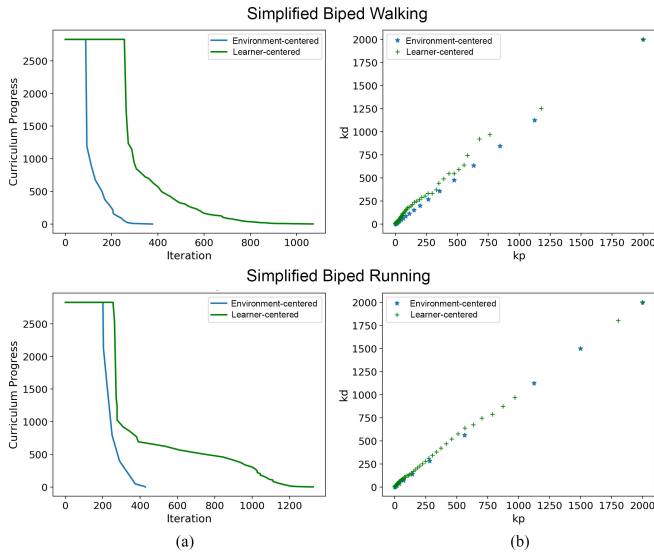 Simplified Biped Walking
Curriculum Progress
2500
2000
1500
1000
500
0
0 200 400 600 800 1000
Iteration
Environment-centered
Learner-centered
kd
2000
1750
1500
1250
1000
750
500
250
0
0 250 500 750 1000 1250 1500 1750 2000
kp
Environment-centered
Learner-centered
Simplified Biped Running
Curriculum Progress
2500
2000
1500
1000
500
0
0 200 400 600 800 1000 1200
Iteration
Environment-centered
Learner-centered
kd
2000
1750
1500
1250
1000
750
500
250
0
0 250 500 750 1000 1250 1500 1750 2000
kp
Environment-centered
Learner-centered
(a) (b)